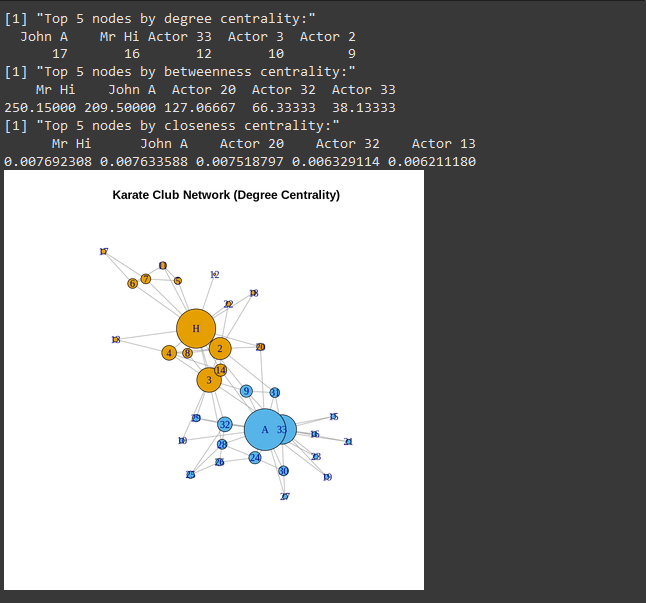 [1] "Top 5 nodes by degree centrality:"
John A Mr Hi Actor 33 Actor 3 Actor 2
17 16 12 10 9
[1] "Top 5 nodes by betweenness centrality:"
Mr Hi John A Actor 20 Actor 32 Actor 33
250.15000 209.50000 127.06667 66.33333 38.13333
[1] "Top 5 nodes by closeness centrality:"
Mr Hi John A Actor 20 Actor 32 Actor 13
0.007692308 0.007633588 0.007518797 0.006329114 0.006211180
Karate Club Network (Degree Centrality)
17
11
6 7 5
12
18
22
H
13
4 8 2
20
14
3
9 31
29
32
A 33
15
16
10
28
21
24
23
26
25
30
19
27